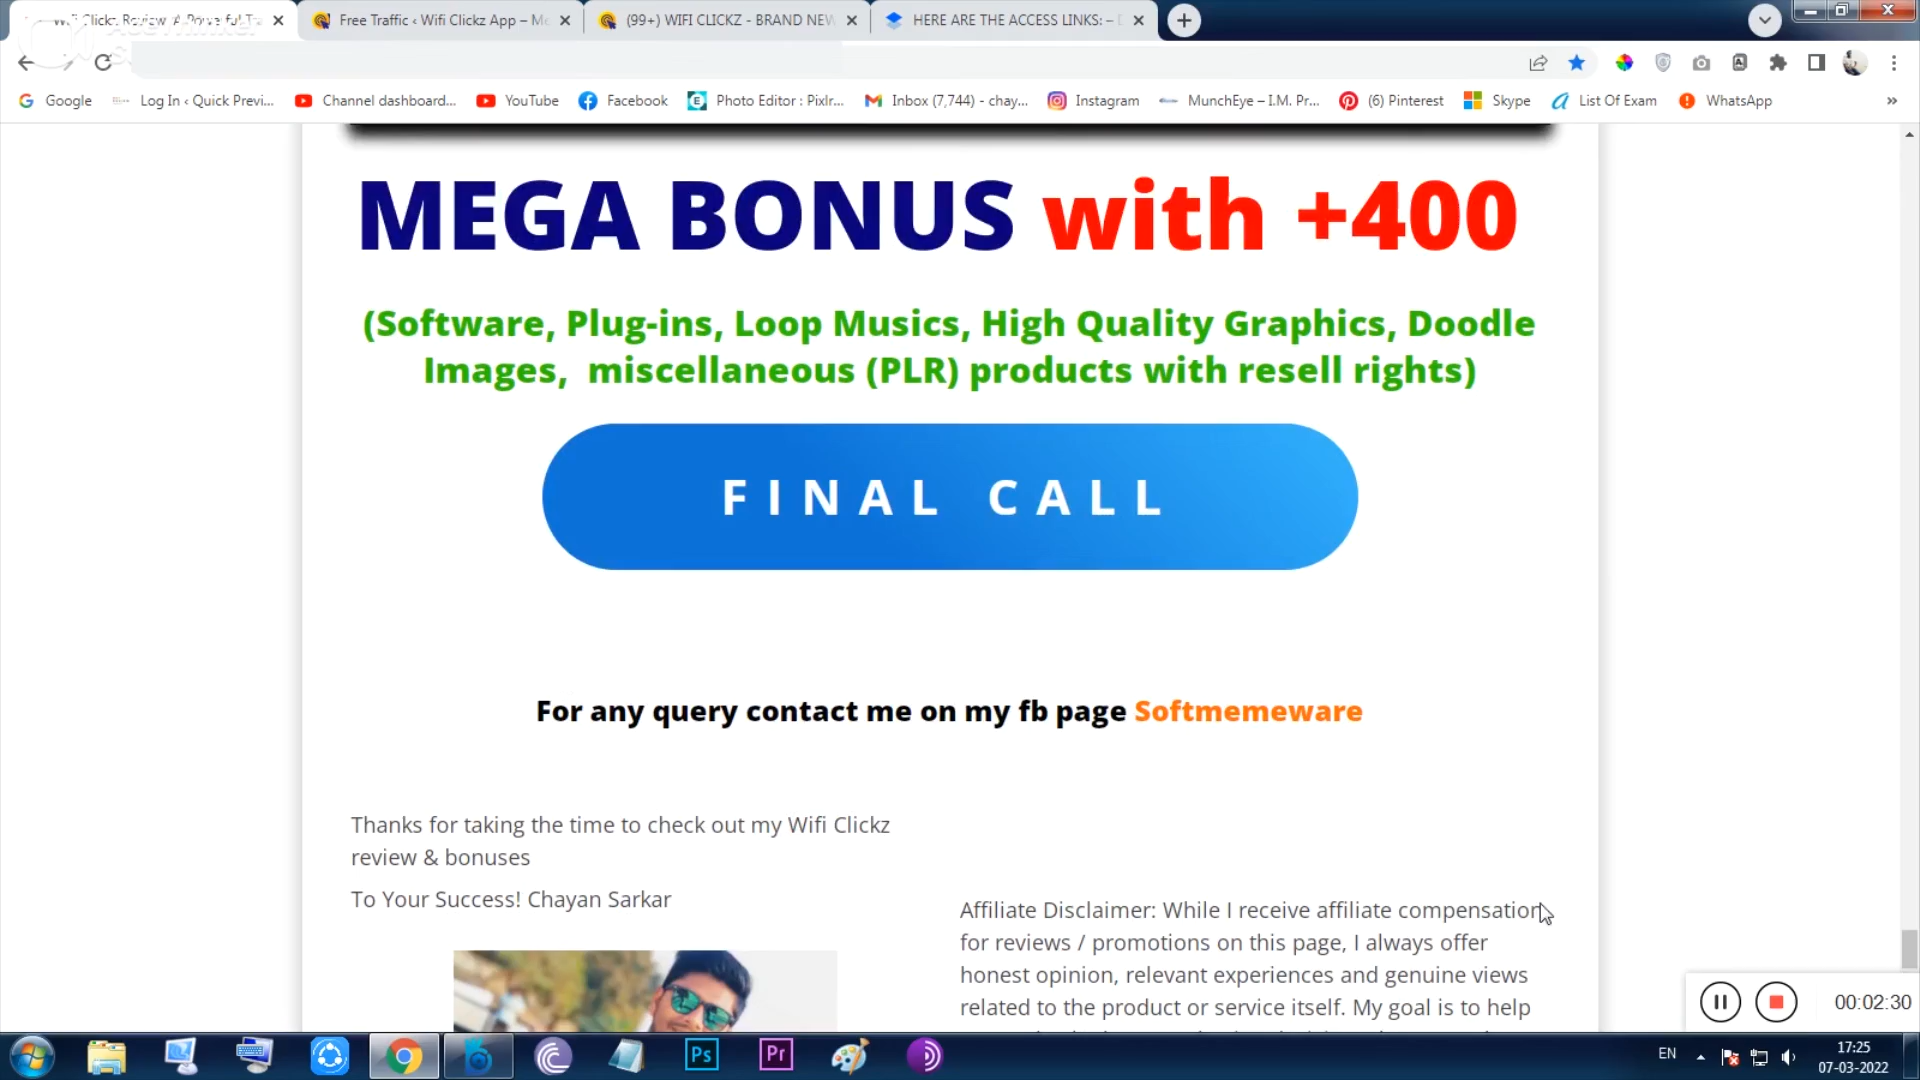 Wifi Clickz Review
Free Traffic ‹ Wifi Clickz App – Me
(99+) WIFI CLICKZ - BRAND NEW
HERE ARE THE ACCESS LINKS: –
Google
Log In ‹ Quick Previ...
Channel dashboard...
YouTube
Facebook
Photo Editor : Pixlr...
Inbox (7,744) - chay...
Instagram
MunchEye – I.M. Pr...
(6) Pinterest
Skype
List Of Exam
WhatsApp
»
MEGA BONUS with +400
(Software, Plug-ins, Loop Musics, High Quality Graphics, Doodle
Images, miscellaneous (PLR) products with resell rights)
FINAL CALL
For any query contact me on my fb page Softmemeware
Thanks for taking the time to check out my Wifi Clickz
review & bonuses
To Your Success! Chayan Sarkar
Affiliate Disclaimer: While I receive affiliate compensation
for reviews / promotions on this page, I always offer
honest opinion, relevant experiences and genuine views
related to the product or service itself. My goal is to help
00:02:30
Ps
Pr
EN
17:25
07-03-2022